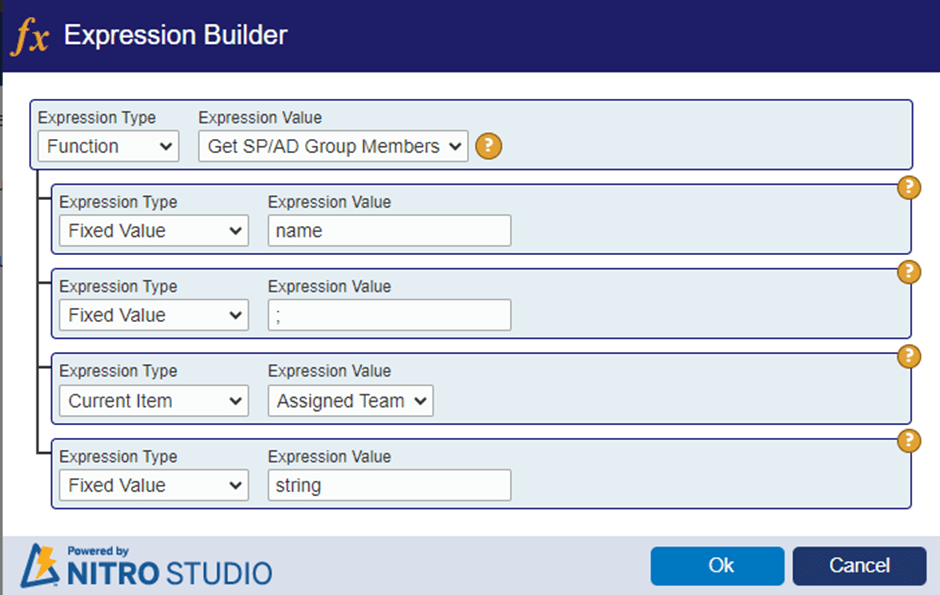 fx Expression Builder
Expression Type Expression Value
Function Get SP/AD Group Members ?
?
Expression Type Expression Value
Fixed Value name
?
Expression Type Expression Value
Fixed Value ;
?
Expression Type Expression Value
Current Item Assigned Team
?
Expression Type Expression Value
Fixed Value string
Powered by
NITRO STUDIO
Ok Cancel